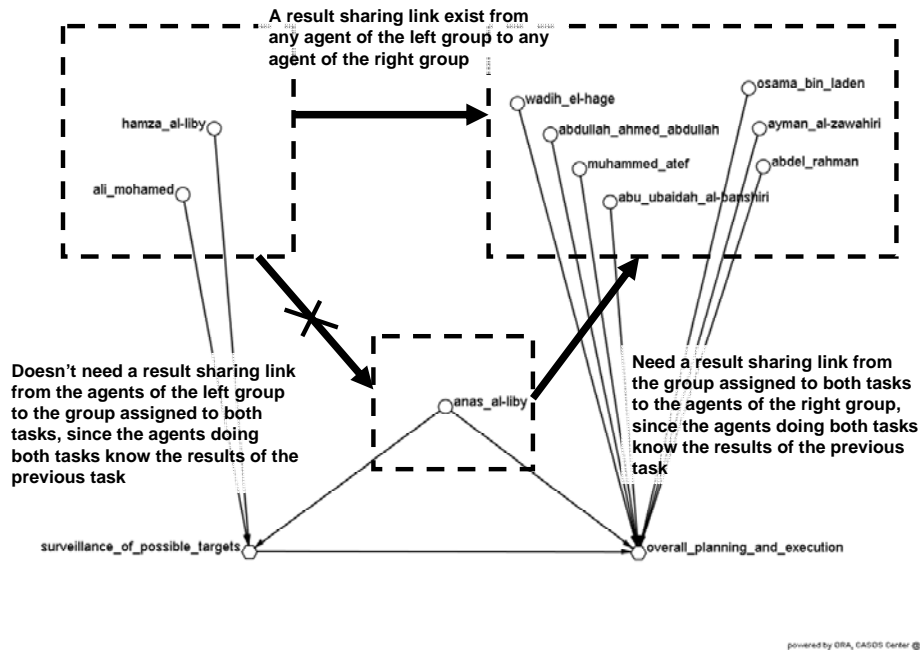 A result sharing link exist from
any agent of the left group to any
agent of the right group
osama_bin_laden
wadih_el-hage
hamza_al-liby
abdullah_ahmed_abdullah
ayman_al-zawahiri
muhammed_atef
abdel_rahman
ali_mohamed
abu_ubaidah_al-banshiri
Doesn't need a result sharing link
from the agents of the left group
to the group assigned to both
tasks, since the agents doing
both tasks know the results of the
previous task
anas_al-liby
Need a result sharing link from
the group assigned to both tasks
to the agents of the right group,
since the agents doing both tasks
know the results of the previous
task
surveillance_of_possible_targets
overall_planning_and_execution
powered by ORA, CASOS Center @